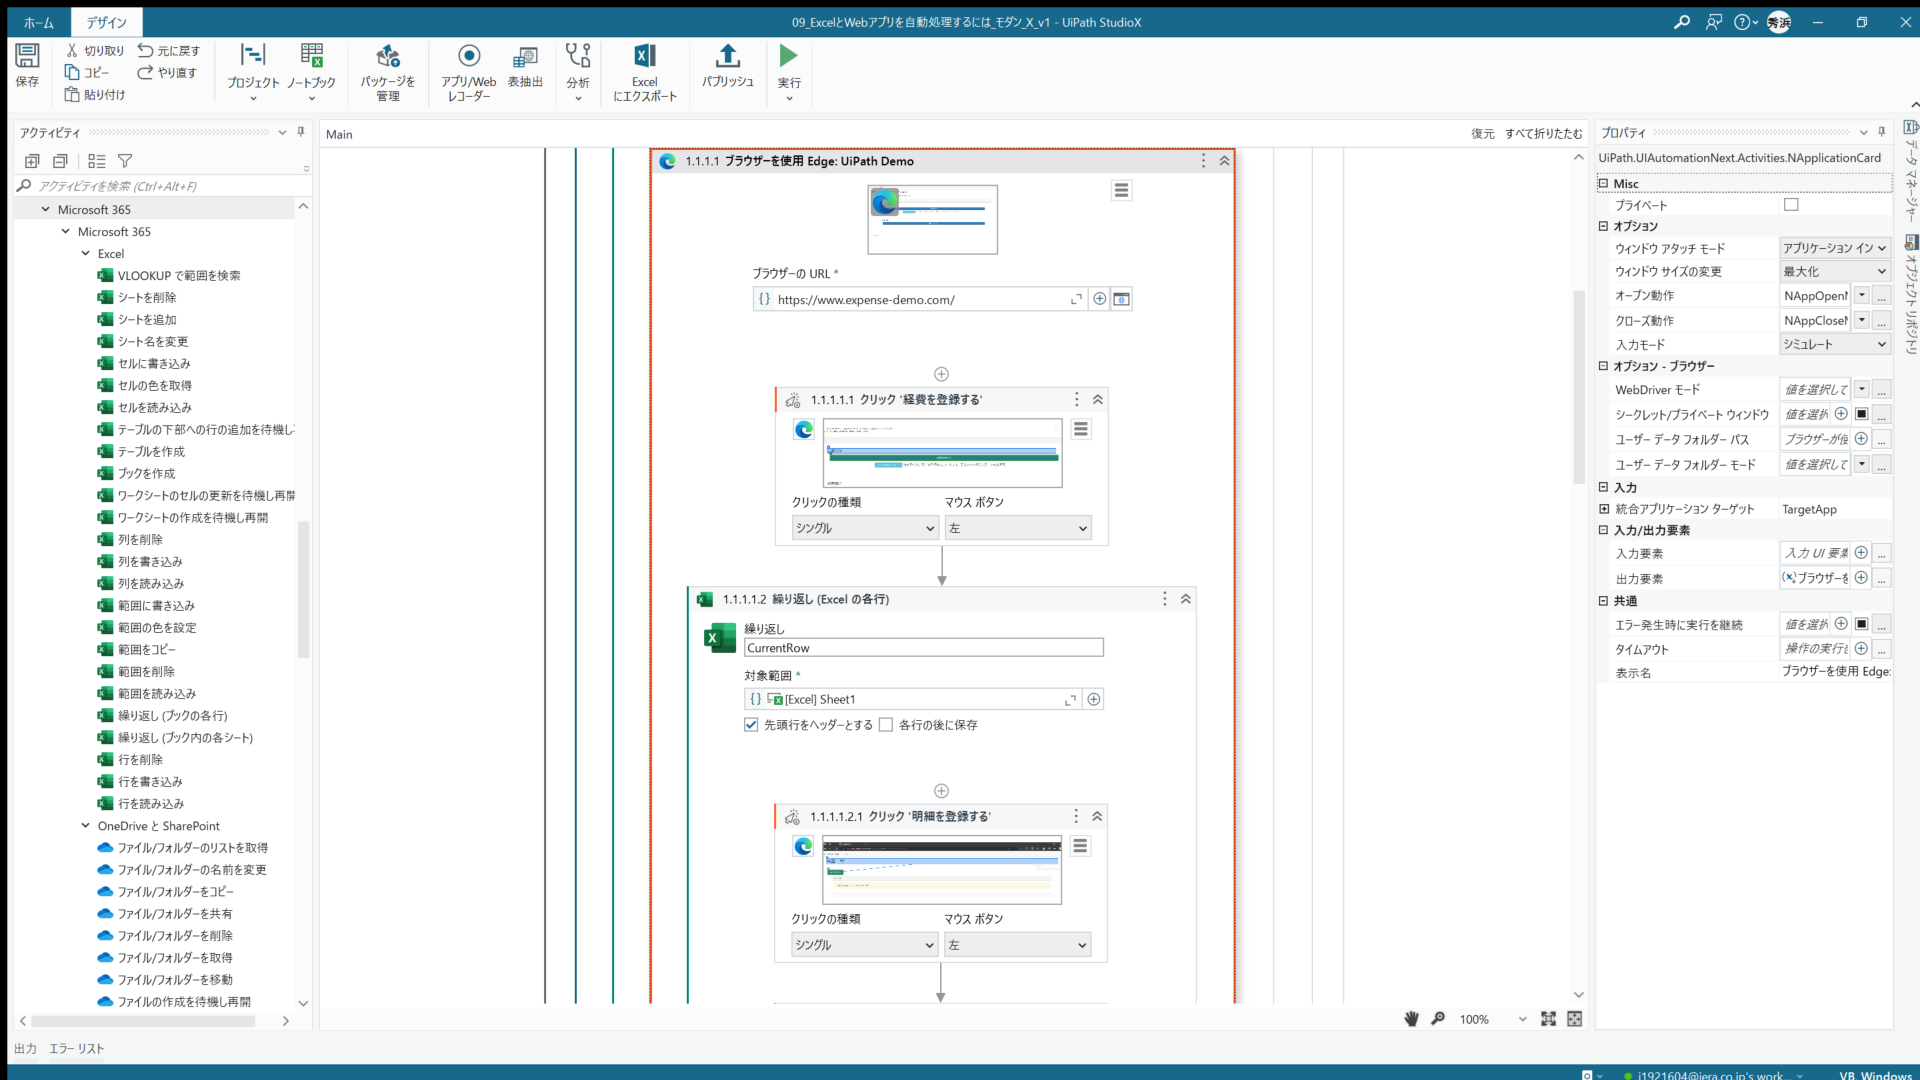 ホーム
デザイン
09_ExcelとWebアプリを自動処理するには_モダン_X_v1 - UiPath StudioX
秀浜
保存
切り取り
コピー
貼り付け
元に戻す
やり直す
プロジェクト
ノートブック
パッケージを
管理
アプリ/Web
レコーダー
表抽出
分析
Excel
にエクスポート
パブリッシュ
実行
アクティビティ
アクティビティを検索 (Ctrl+Alt+F)
Microsoft 365
Microsoft 365
Excel
VLOOKUP で範囲を検索
シートを削除
シートを追加
シート名を変更
セルに書き込み
セルの色を取得
セルを読み込み
テーブルの下部への行の追加を待機し
テーブルを作成
ブックを作成
ワークシートのセルの更新を待機し再開
ワークシートの作成を待機し再開
列を削除
列を書き込み
列を読み込み
範囲に書き込み
範囲の色を設定
範囲をコピー
範囲を削除
範囲を読み込み
繰り返し (ブックの各行)
繰り返し (ブック内の各シート)
行を削除
行を書き込み
行を読み込み
OneDrive と SharePoint
ファイル/フォルダーのリストを取得
ファイル/フォルダーの名前を変更
ファイル/フォルダーをコピー
ファイル/フォルダーを共有
ファイル/フォルダーを削除
ファイル/フォルダーを取得
ファイル/フォルダーを移動
ファイルの作成を待機し再開
Main
復元 すべて折りたたむ
1.1.1.1 ブラウザーを使用 Edge: UiPath Demo
ブラウザーの URL *
https://www.expense-demo.com/
1.1.1.1.1 クリック '経費を登録する'
クリックの種類
マウス ボタン
シングル
左
1.1.1.1.2 繰り返し (Excel の各行)
繰り返し
CurrentRow
対象範囲 *
[Excel] Sheet1
先頭行をヘッダーとする
各行の後に保存
1.1.1.1.2.1 クリック '明細を登録する'
クリックの種類
マウス ボタン
シングル
左
100%
プロパティ
UiPath.UIAutomationNext.Activities.NApplicationCard
Misc
プライベート
オプション
ウィンドウ アタッチ モード アプリケーション イン
ウィンドウ サイズの変更 最大化
オープン動作 NAppOpenM
クローズ動作 NAppCloseM
入力モード シミュレート
オプション - ブラウザー
WebDriver モード 値を選択して
シークレット/プライベート ウィンドウ 値を選択
ユーザー データ フォルダー パス ブラウザーが使
ユーザー データ フォルダー モード 値を選択して
入力
統合アプリケーション ターゲット TargetApp
入力/出力要素
入力要素 入力 UI 要素
出力要素 ブラウザーを
共通
エラー発生時に実行を継続 値を選択
タイムアウト 操作の実行を
表示名 ブラウザーを使用 Edge:
データ マネージャー
オブジェクト リポジトリ
出力 エラー リスト
i1921604@jera.co.jp's work...
VB, Windows